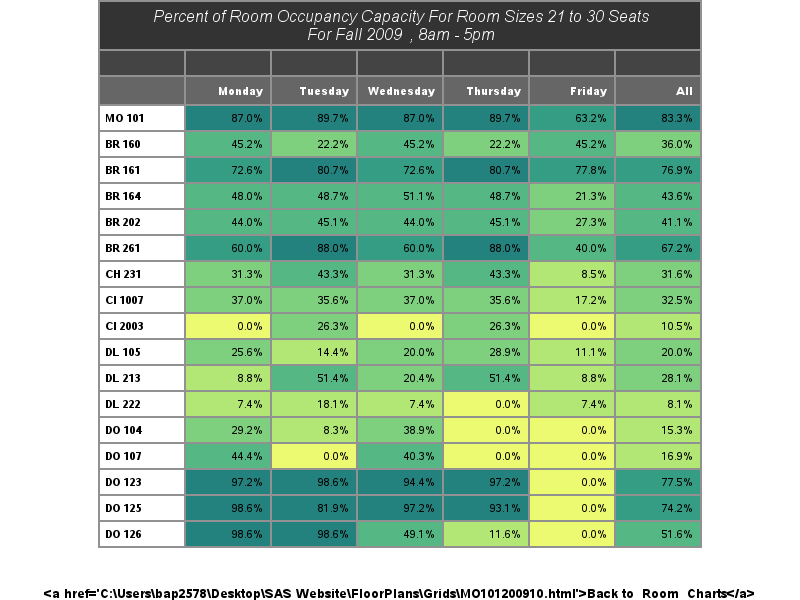 Percent of Room Occupancy Capacity For Room Sizes 21 to 30 Seats
For Fall 2009 , 8am - 5pm
Monday Tuesday Wednesday Thursday Friday All
MO 101 87.0% 89.7% 87.0% 89.7% 63.2% 83.3%
BR 160 45.2% 22.2% 45.2% 22.2% 45.2% 36.0%
BR 161 72.6% 80.7% 72.6% 80.7% 77.8% 76.9%
BR 164 48.0% 48.7% 51.1% 48.7% 21.3% 43.6%
BR 202 44.0% 45.1% 44.0% 45.1% 27.3% 41.1%
BR 261 60.0% 88.0% 60.0% 88.0% 40.0% 67.2%
CH 231 31.3% 43.3% 31.3% 43.3% 8.5% 31.6%
CI 1007 37.0% 35.6% 37.0% 35.6% 17.2% 32.5%
CI 2003 0.0% 26.3% 0.0% 26.3% 0.0% 10.5%
DL 105 25.6% 14.4% 20.0% 28.9% 11.1% 20.0%
DL 213 8.8% 51.4% 20.4% 51.4% 8.8% 28.1%
DL 222 7.4% 18.1% 7.4% 0.0% 7.4% 8.1%
DO 104 29.2% 8.3% 38.9% 0.0% 0.0% 15.3%
DO 107 44.4% 0.0% 40.3% 0.0% 0.0% 16.9%
DO 123 97.2% 98.6% 94.4% 97.2% 0.0% 77.5%
DO 125 98.6% 81.9% 97.2% 93.1% 0.0% 74.2%
DO 126 98.6% 98.6% 49.1% 11.6% 0.0% 51.6%
<a href='C:\Users\bap2578\Desktop\SAS Website\FloorPlans\Grids\MO101200910.html'>Back to Room Charts</a>